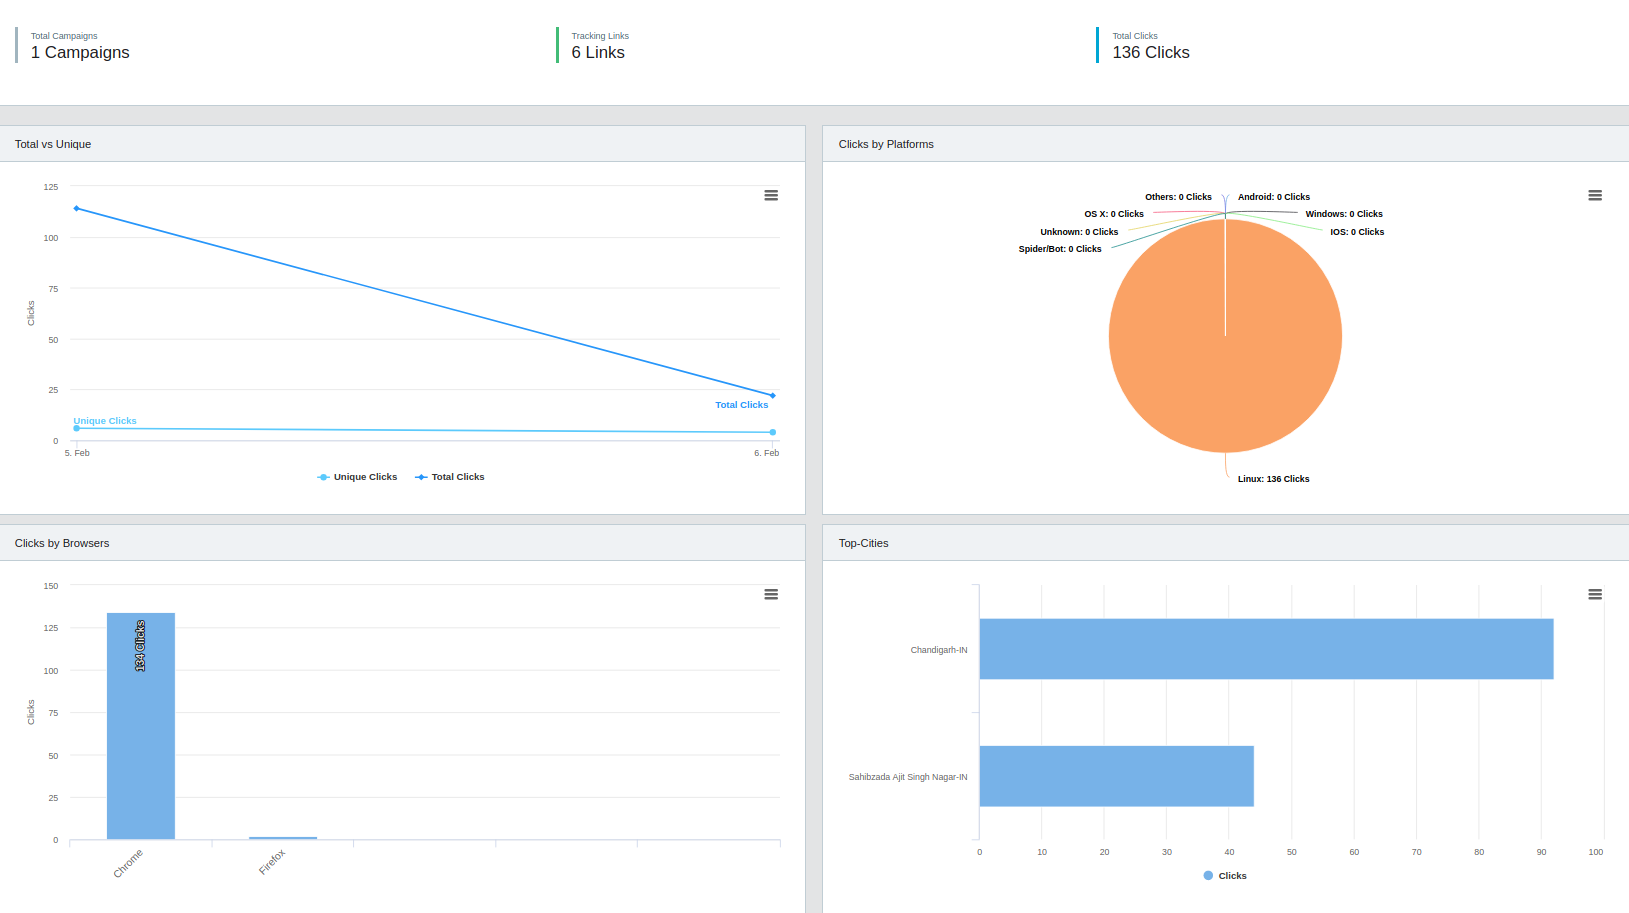 Total Campaigns
1 Campaigns
Tracking Links
6 Links
Total Clicks
136 Clicks
Total vs Unique
125
100
75
50
25
0
Clicks
Unique Clicks
Total Clicks
5. Feb
6. Feb
Unique Clicks
Total Clicks
Clicks by Platforms
Others: 0 Clicks
Android: 0 Clicks
OS X: 0 Clicks
Windows: 0 Clicks
Unknown: 0 Clicks
IOS: 0 Clicks
Spider/Bot: 0 Clicks
Linux: 136 Clicks
Clicks by Browsers
150
125
100
75
50
25
0
Clicks
134 Clicks
Chrome
Firefox
Top-Cities
Chandigarh-IN
Sahibzada Ajit Singh Nagar-IN
0
10
20
30
40
50
60
70
80
90
100
Clicks